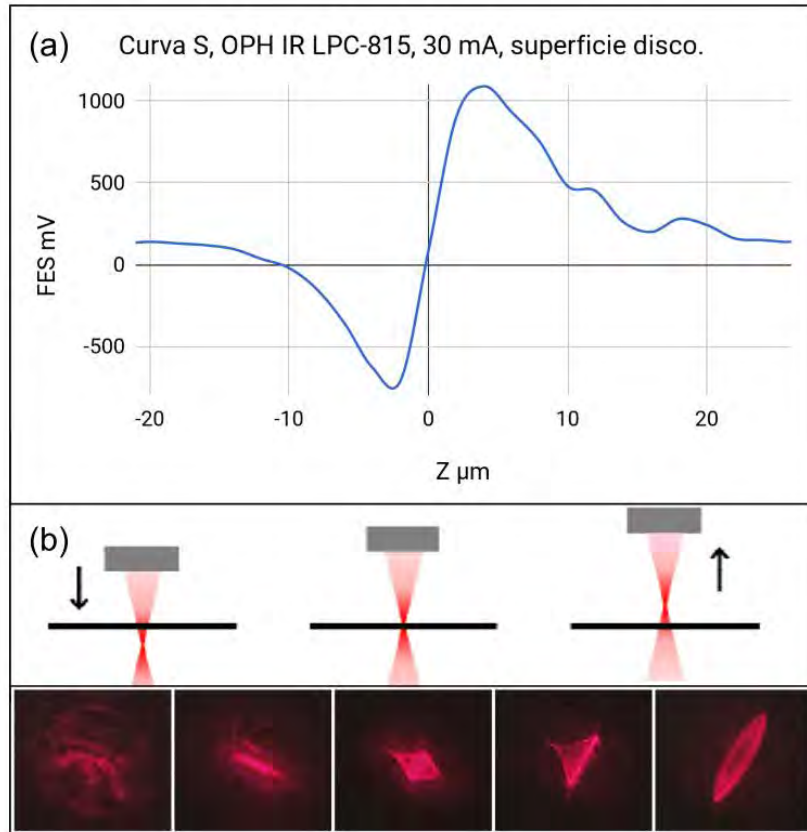 (a)
Curva S, OPH IR LPC-815, 30 mA, superficie disco.
1000
500
0
-500
FES mV
-20
-10
0
10
20
Z µm
(b)